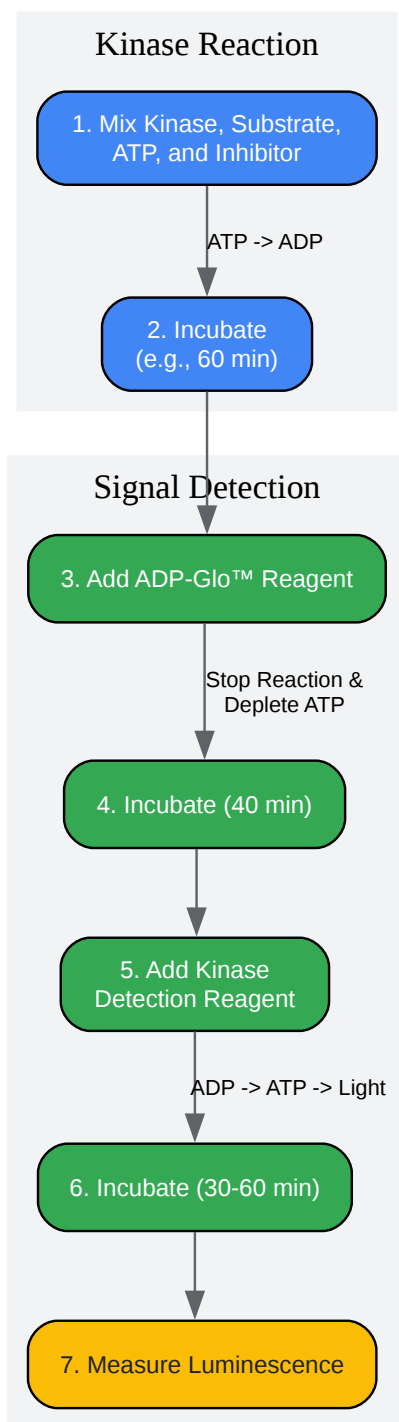 Kinase Reaction
1. Mix Kinase, Substrate,
ATP, and Inhibitor
ATP -> ADP
2. Incubate
(e.g., 60 min)
Signal Detection
3. Add ADP-Glo™ Reagent
Stop Reaction &
Deplete ATP
4. Incubate (40 min)
5. Add Kinase
Detection Reagent
ADP -> ATP -> Light
6. Incubate (30-60 min)
7. Measure Luminescence